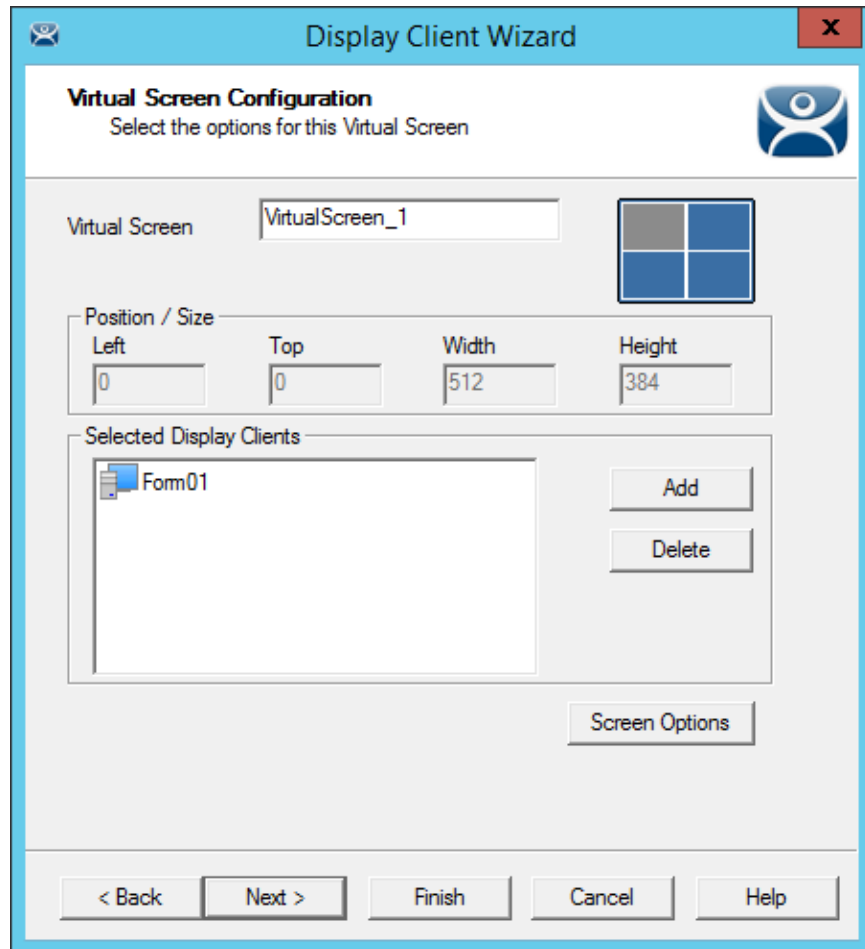 Display Client Wizard
x
Virtual Screen Configuration
Select the options for this Virtual Screen
Virtual Screen VirtualScreen_1
Position / Size
Left Top Width Height
0 0 512 384
Selected Display Clients
Form01
Add
Delete
Screen Options
< Back Next > Finish Cancel Help